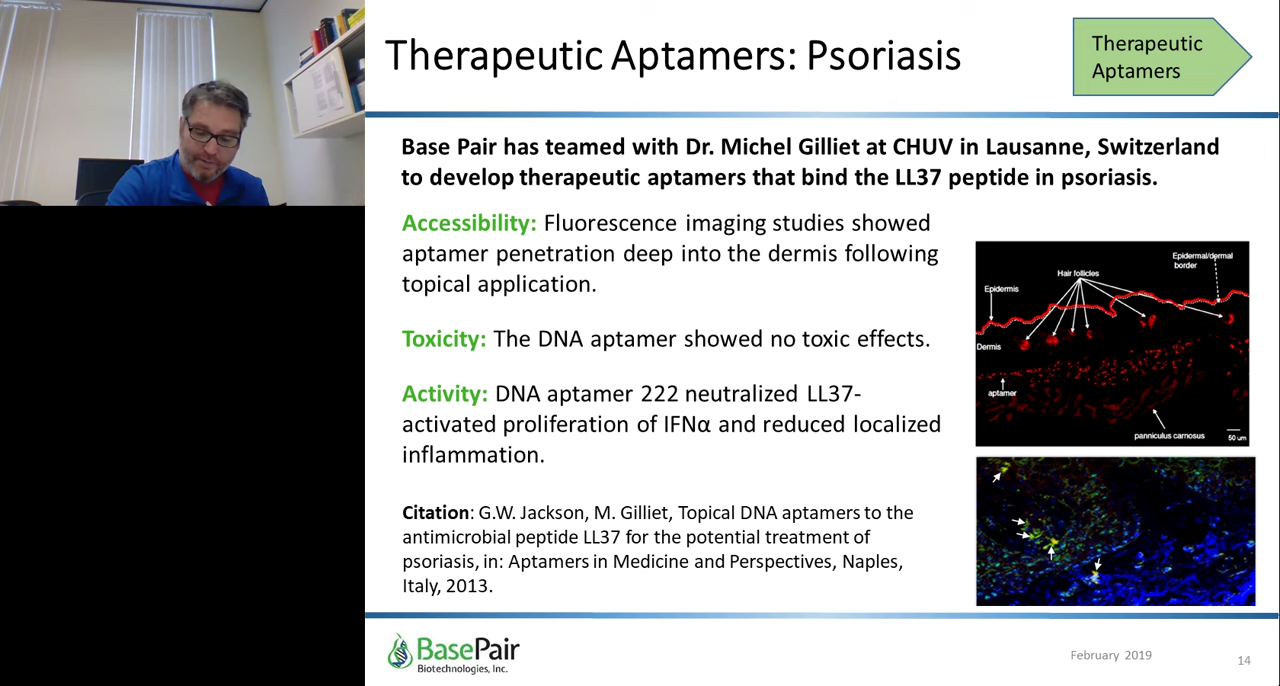 Therapeutic Aptamers: Psoriasis
Therapeutic
Aptamers
Base Pair has teamed with Dr. Michel Gilliet at CHUV in Lausanne, Switzerland
to develop therapeutic aptamers that bind the LL37 peptide in psoriasis.
Accessibility: Fluorescence imaging studies showed
aptamer penetration deep into the dermis following
topical application.
Toxicity: The DNA aptamer showed no toxic effects.
Activity: DNA aptamer 222 neutralized LL37-
activated proliferation of IFNα and reduced localized
inflammation.
Citation: G.W. Jackson, M. Gilliet, Topical DNA aptamers to the
antimicrobial peptide LL37 for the potential treatment of
psoriasis, in: Aptamers in Medicine and Perspectives, Naples,
Italy, 2013.
Epidermal/dermal
border
Hair follicles
Epidermis
Dermis
aptamer
panniculus carnosus
50 um
BasePair
Biotechnologies, Inc.
February 2019
14